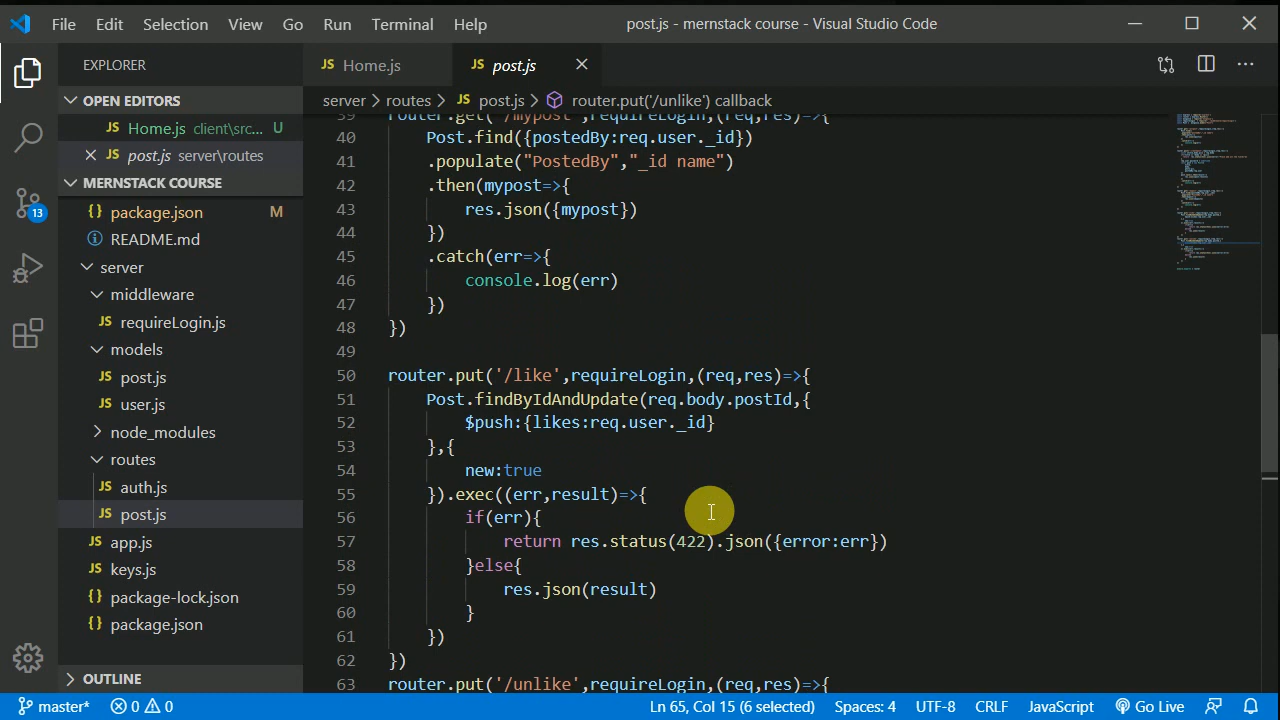 File Edit Selection View Go Run Terminal Help post.js - mernstack course - Visual Studio Code
EXPLORER
OPEN EDITORS
JS Home.js client\src... U
JS post.js server\routes
MERNSTACK COURSE
{} package.json M
README.md
server
middleware
JS requireLogin.js
models
JS post.js
JS user.js
node_modules
routes
JS auth.js
JS post.js
JS app.js
JS keys.js
{} package-lock.json
{} package.json
OUTLINE
13
JS Home.js JS post.js
server > routes > JS post.js > router.put('/unlike') callback
39 router.get('/mypost',requireLogin,(req,res)=>{
40 Post.find({postedBy:req.user._id})
41 .populate("PostedBy","_id name")
42 .then(mypost=>{
43 res.json({mypost})
44 })
45 .catch(err=>{
46 console.log(err)
47 })
48 })
49
50 router.put('/like',requireLogin,(req,res)=>{
51 Post.findByIdAndUpdate(req.body.postId,{
52 $push:{likes:req.user._id}
53 },{
54 new:true
55 }).exec((err,result)=>{
56 if(err){
57 return res.status(422).json({error:err})
58 }else{
59 res.json(result)
60 }
61 })
62 })
63 router.put('/unlike',requireLogin,(req,res)=>{
master* 0 0 Ln 65, Col 15 (6 selected) Spaces: 4 UTF-8 CRLF JavaScript Go Live